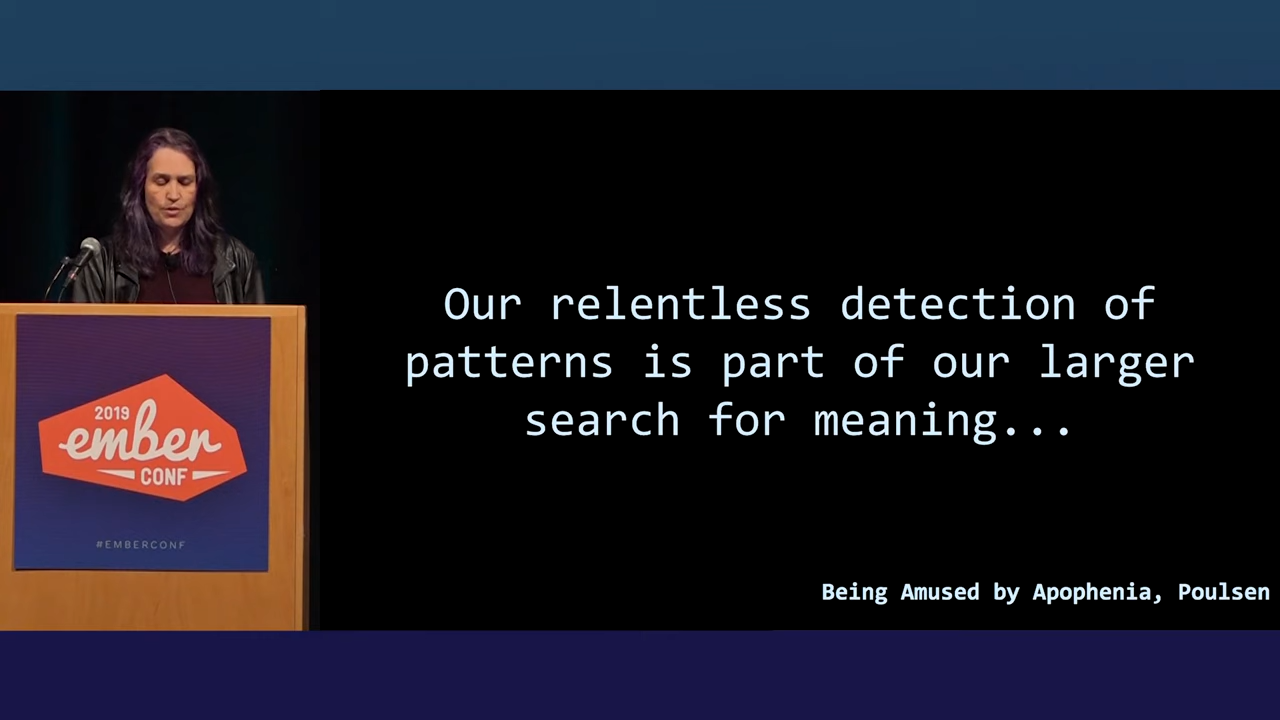 2019
ember
CONF
#EMBERCONF
Our relentless detection of
patterns is part of our larger
search for meaning...
Being Amused by Apophenia, Poulsen